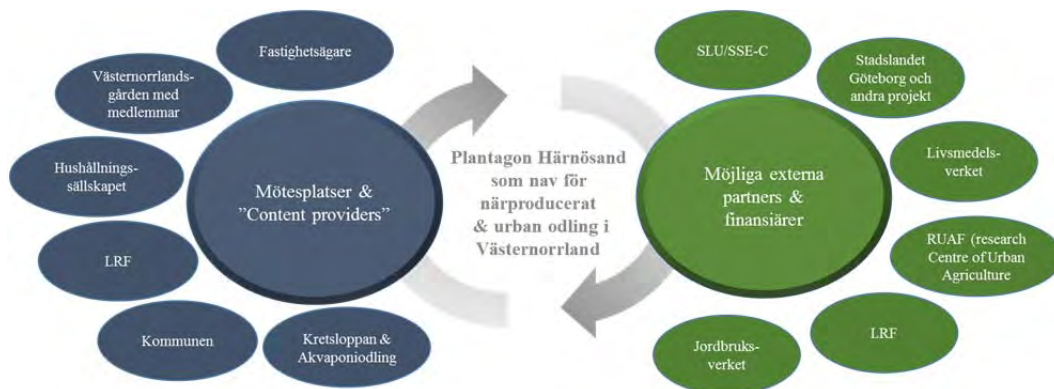 Fastighetsägare
Västernorrlands-
gården med
medlemmar
Hushållnings-
sällskapet
LRF
Kommunen
Kretsloppan &
Akvaponiodling
Mötesplatser &
”Content providers”
Plantagon Härnösand
som nav för
närproducerat
& urban odling i
Västernorrland
Möjliga externa
partners &
finansiärer
SLU/SSE-C
Stadslandet
Göteborg och
andra projekt
Livsmedels-
verket
RUAF (research
Centre of Urban
Agriculture
LRF
Jordbruks-
verket